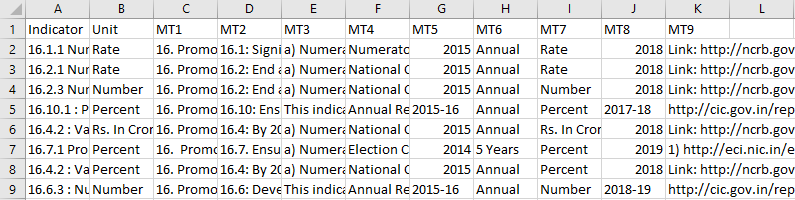 A B C D E F G H I J K L
1 Indicator Unit MT1 MT2 MT3 MT4 MT5 MT6 MT7 MT8 MT9
2 16.1.1 Nur Rate 16. Promo 16.1: Signi a) Numera Numerato 2015 Annual Rate 2018 Link: http://ncrb.gov
3 16.2.1 Nur Rate 16. Promo 16.2: End a a) Numera National C 2015 Annual Rate 2018 Link: http://ncrb.gov
4 16.2.3 Nur Number 16. Promo 16.2: End a a) Numera National C 2015 Annual Number 2018 Link: http://ncrb.gov
5 16.10.1 : P Percent 16. Promo 16.10: Ens This indica Annual Re 2015-16 Annual Percent 2017-18 http://cic.gov.in/rep
6 16.4.2 : Va Rs. In Cror 16. Promo 16.4: By 20 a) Numera National C 2015 Annual Rs. In Cror 2018 Link: http://ncrb.gov
7 16.7.1 Pro Percent 16. Promo 16.7. Ensu a) Numera Election C 2014 5 Years Percent 2019 1) http://eci.nic.in/e
8 16.4.2 : Va Percent 16. Promo 16.4: By 20 a) Numera National C 2015 Annual Percent 2018 Link: http://ncrb.gov
9 16.6.3 : Nu Number 16. Promo 16.6: Deve This indica Annual Re 2015-16 Annual Number 2018-19 http://cic.gov.in/rep